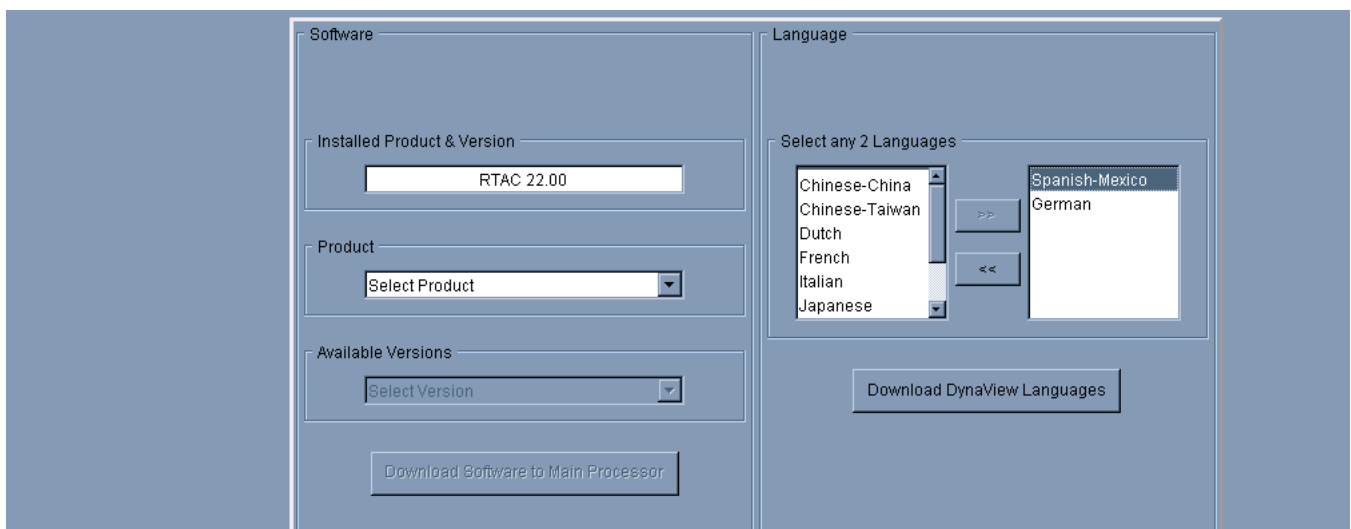 Software
Installed Product & Version
RTAC 22.00
Product
Select Product
Available Versions
Select Version
Download Software to Main Processor
Language
Select any 2 Languages
Chinese-China
Chinese-Taiwan
Dutch
French
Italian
Japanese
>>
<<
Spanish-Mexico
German
Download DynaView Languages